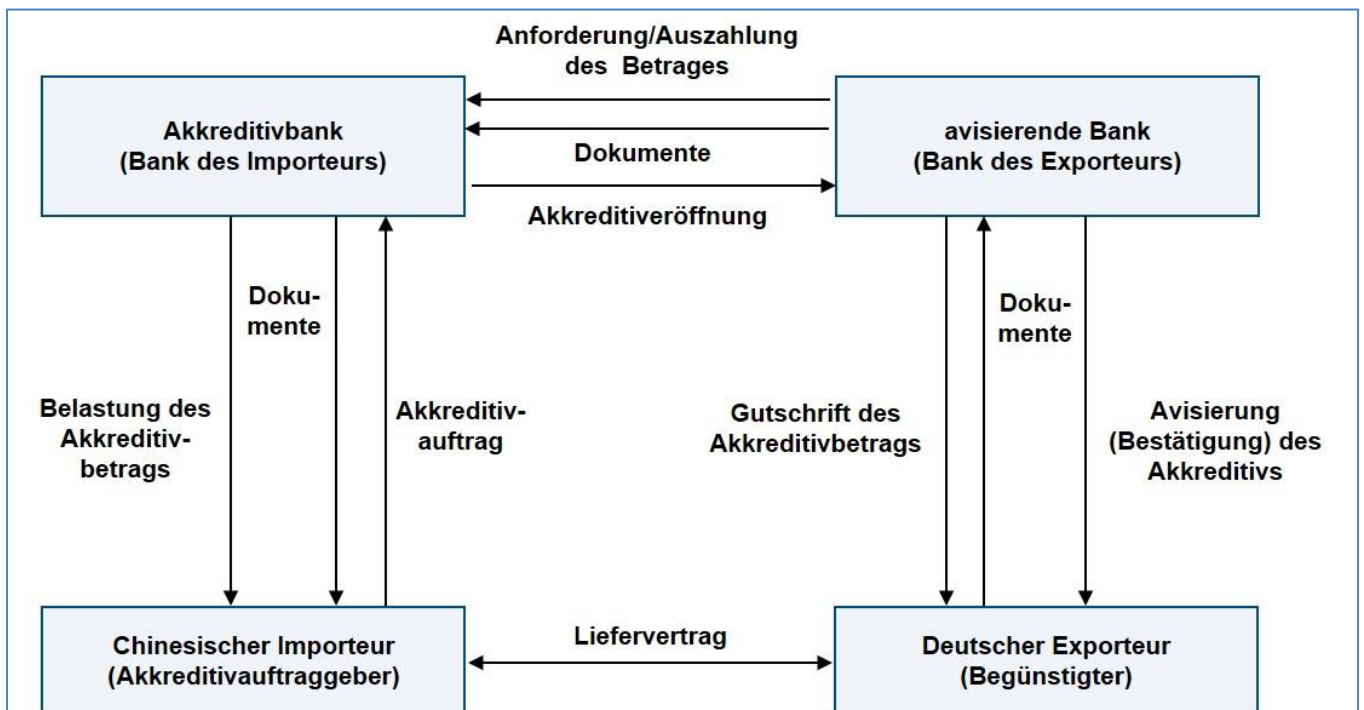 Anforderung/Auszahlung
des Betrages
Akkreditivbank
(Bank des Importeurs)
avisierende Bank
(Bank des Exporteurs)
Dokumente
Akkreditiveröffnung
Doku-
mente
Doku-
mente
Belastung des
Akkreditiv-
betrags
Akkreditiv-
auftrag
Gutschrift des
Akkreditivbetrags
Avisierung
(Bestätigung) des
Akkreditivs
Chinesischer Importeur
(Akkreditivauftraggeber)
Liefervertrag
Deutscher Exporteur
(Begünstigter)